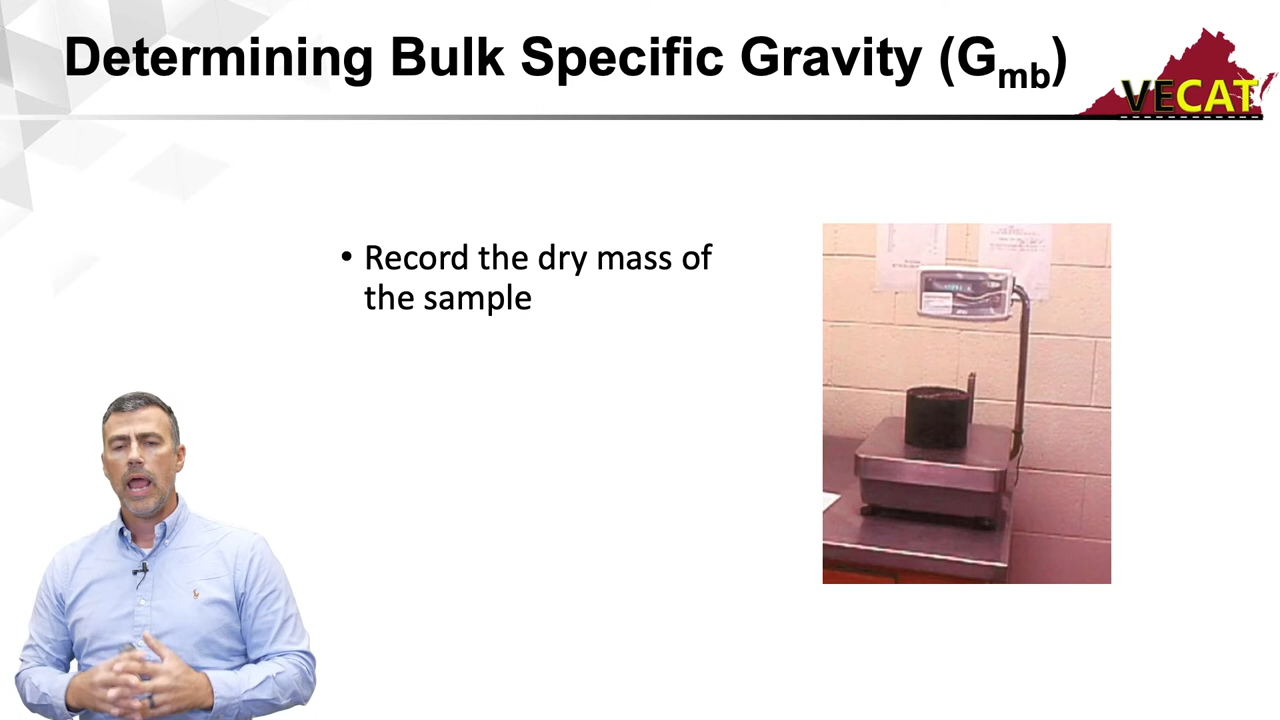 Determining Bulk Specific Gravity (Gmb)
VECAT
• Record the dry mass of
the sample